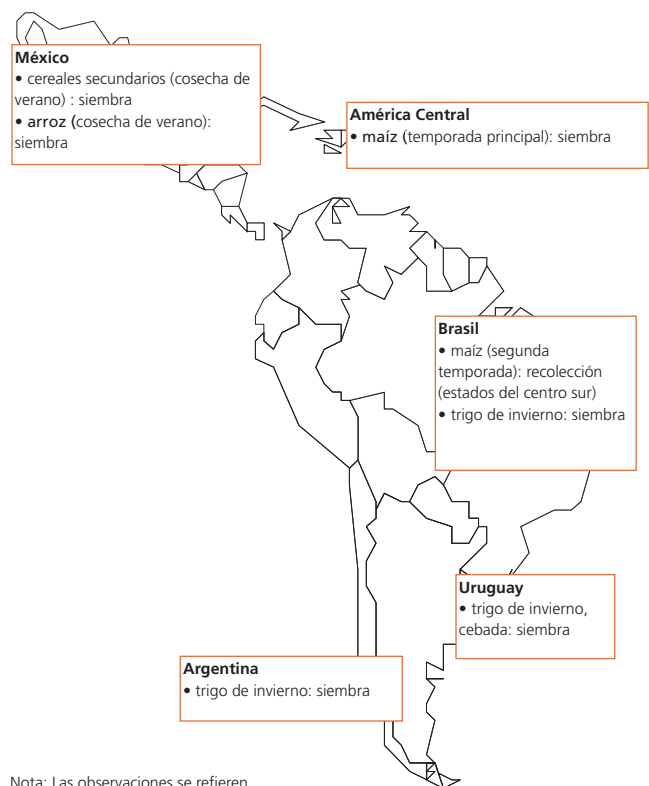 México
• cereales secundarios (cosecha de
verano) : siembra
• arroz (cosecha de verano):
siembra
América Central
• maíz (temporada principal): siembra
Brasil
• maíz (segunda
temporada): recolección
(estados del centro sur)
• trigo de invierno: siembra
Uruguay
• trigo de invierno,
cebada: siembra
Argentina
• trigo de invierno: siembra
Nota: Las observaciones se refieren